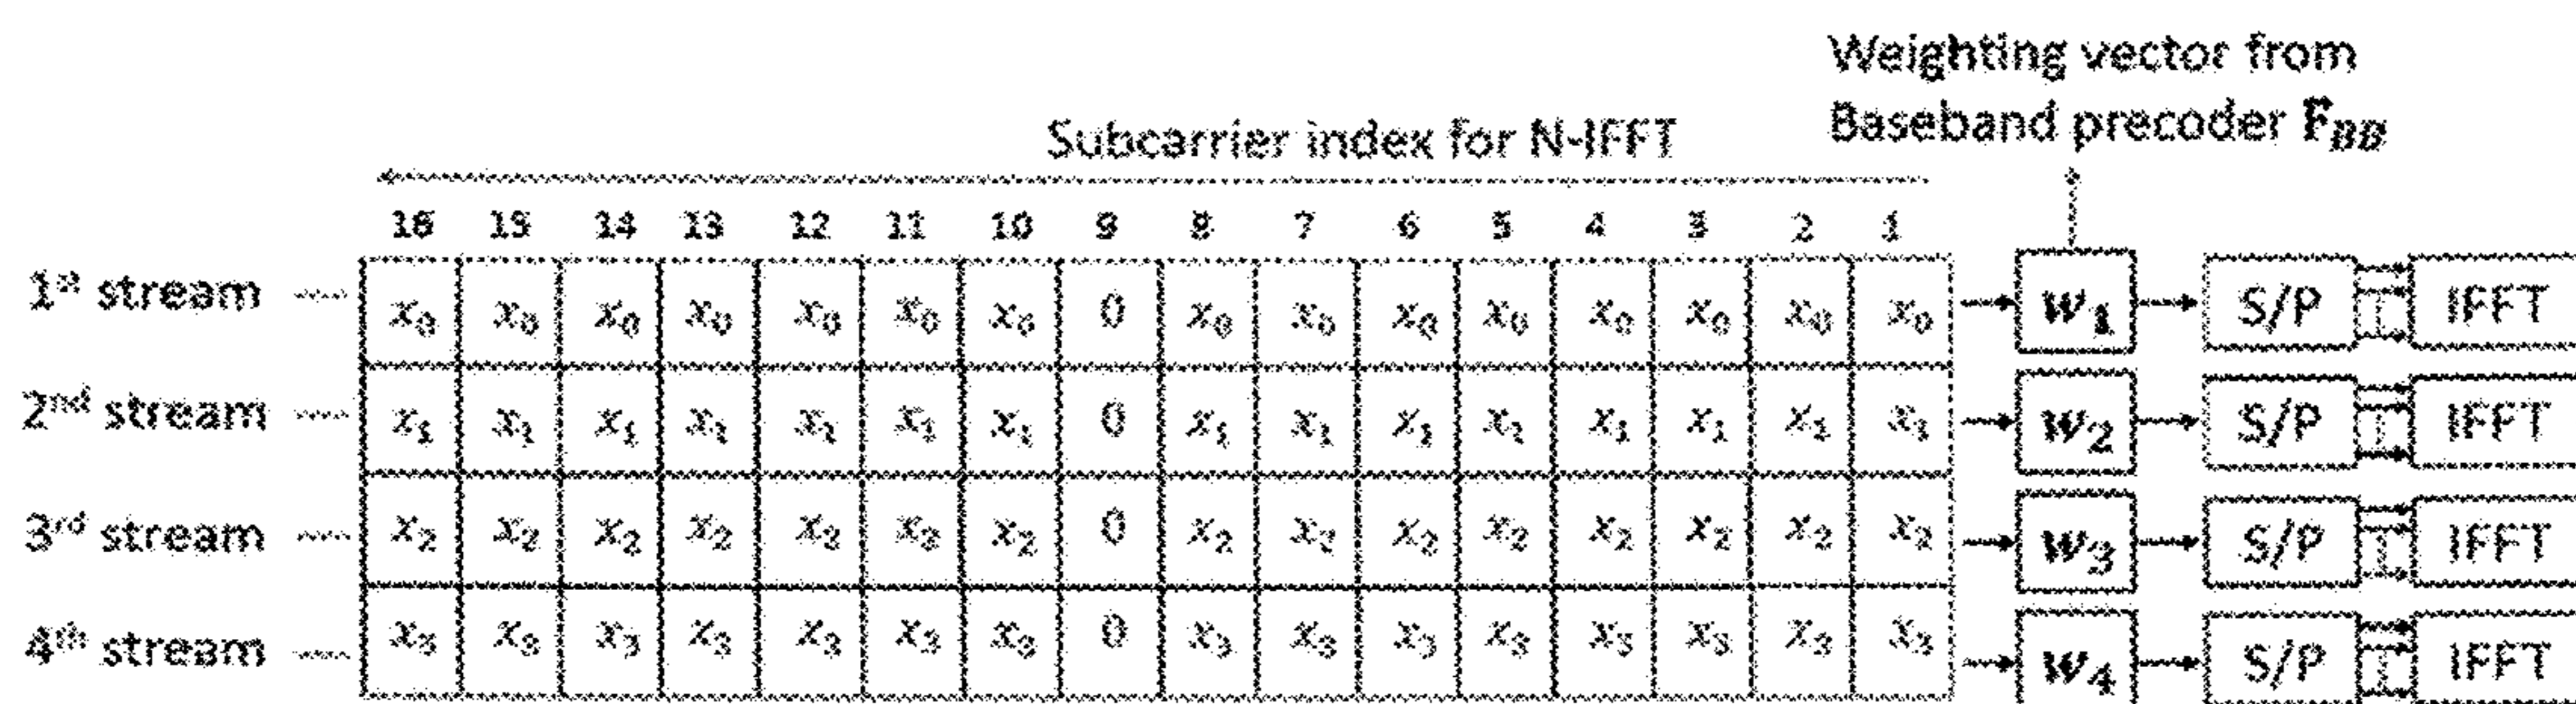 Weighting vector from
Baseband precoder F_BB
Subcarrier index for N-IFFT
16 15 14 13 12 11 10 9 8 7 6 5 4 3 2 1
1st stream x0 x0 x0 x0 x0 x0 x0 0 x0 x0 x0 x0 x0 x0 x0 x0 w1 S/P IFFT
2nd stream x1 x1 x1 x1 x1 x1 x1 0 x1 x1 x1 x1 x1 x1 x1 x1 w2 S/P IFFT
3rd stream x2 x2 x2 x2 x2 x2 x2 0 x2 x2 x2 x2 x2 x2 x2 x2 w3 S/P IFFT
4th stream x3 x3 x3 x3 x3 x3 x3 0 x3 x3 x3 x3 x3 x3 x3 x3 w4 S/P IFFT